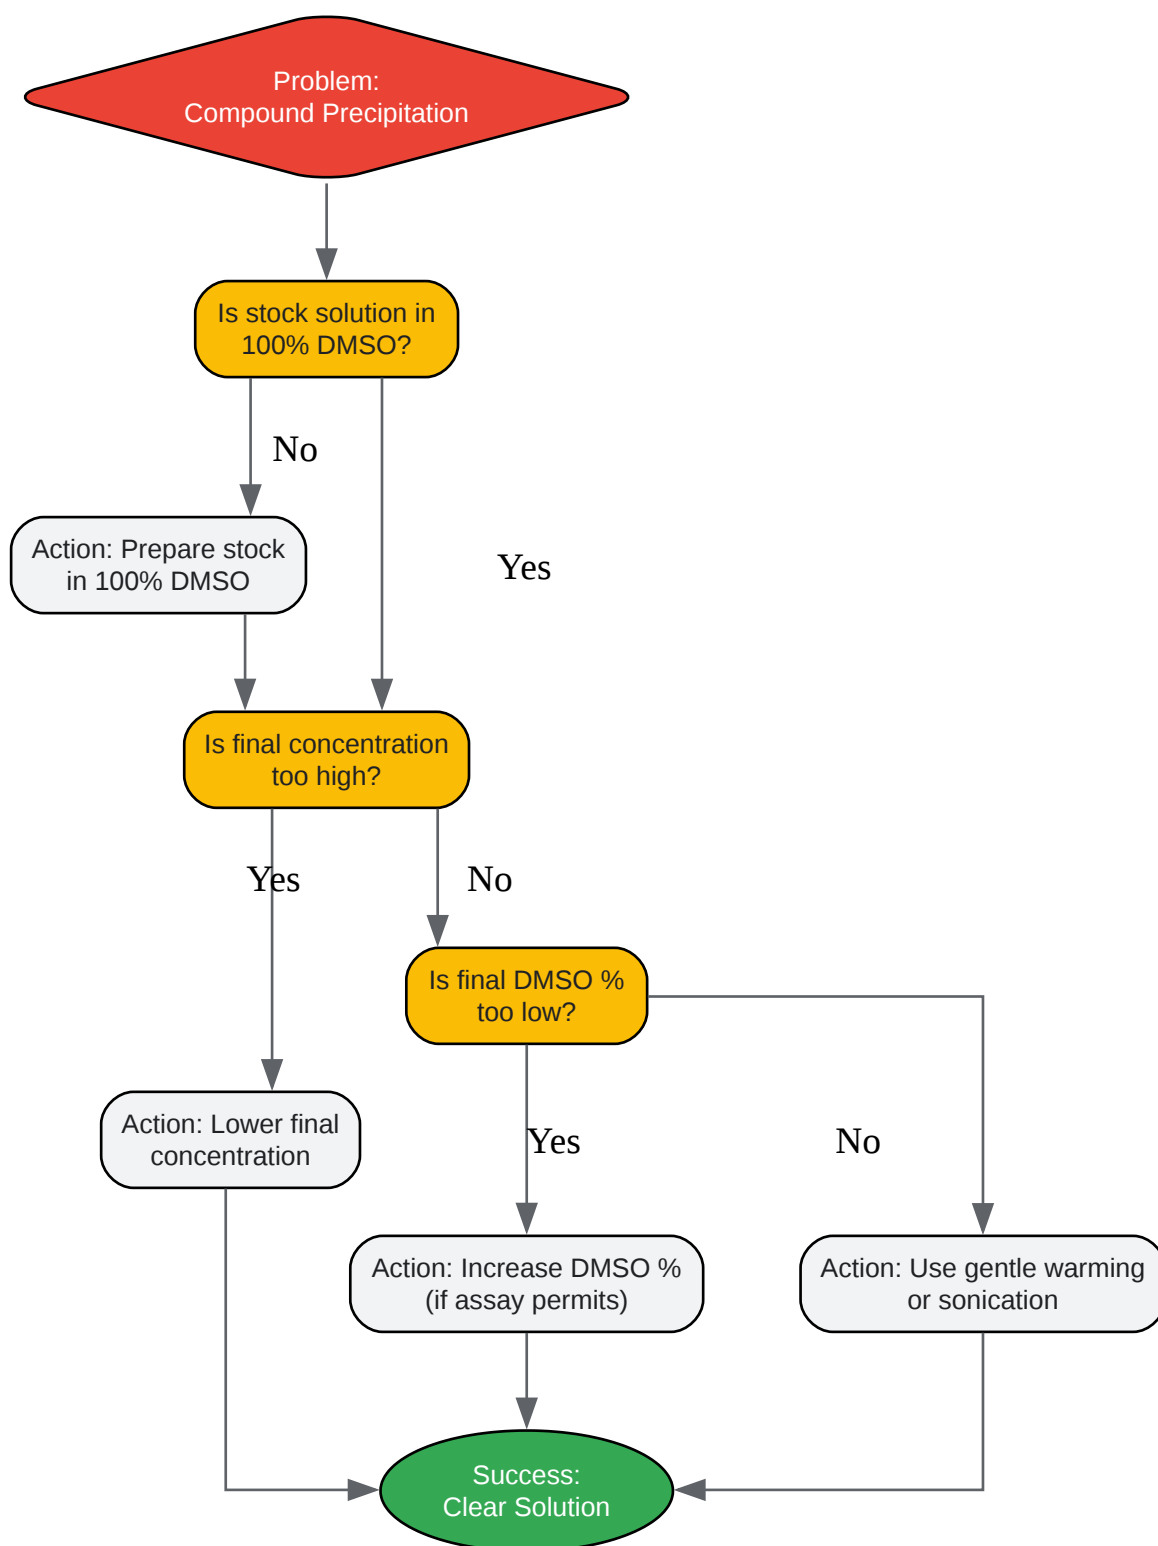 Problem:
Compound Precipitation
Is stock solution in
100% DMSO?
No
Action: Prepare stock
in 100% DMSO
Yes
Is final concentration
too high?
Yes
No
Is final DMSO %
too low?
Action: Lower final
concentration
Yes
No
Action: Increase DMSO %
(if assay permits)
Action: Use gentle warming
or sonication
Success:
Clear Solution